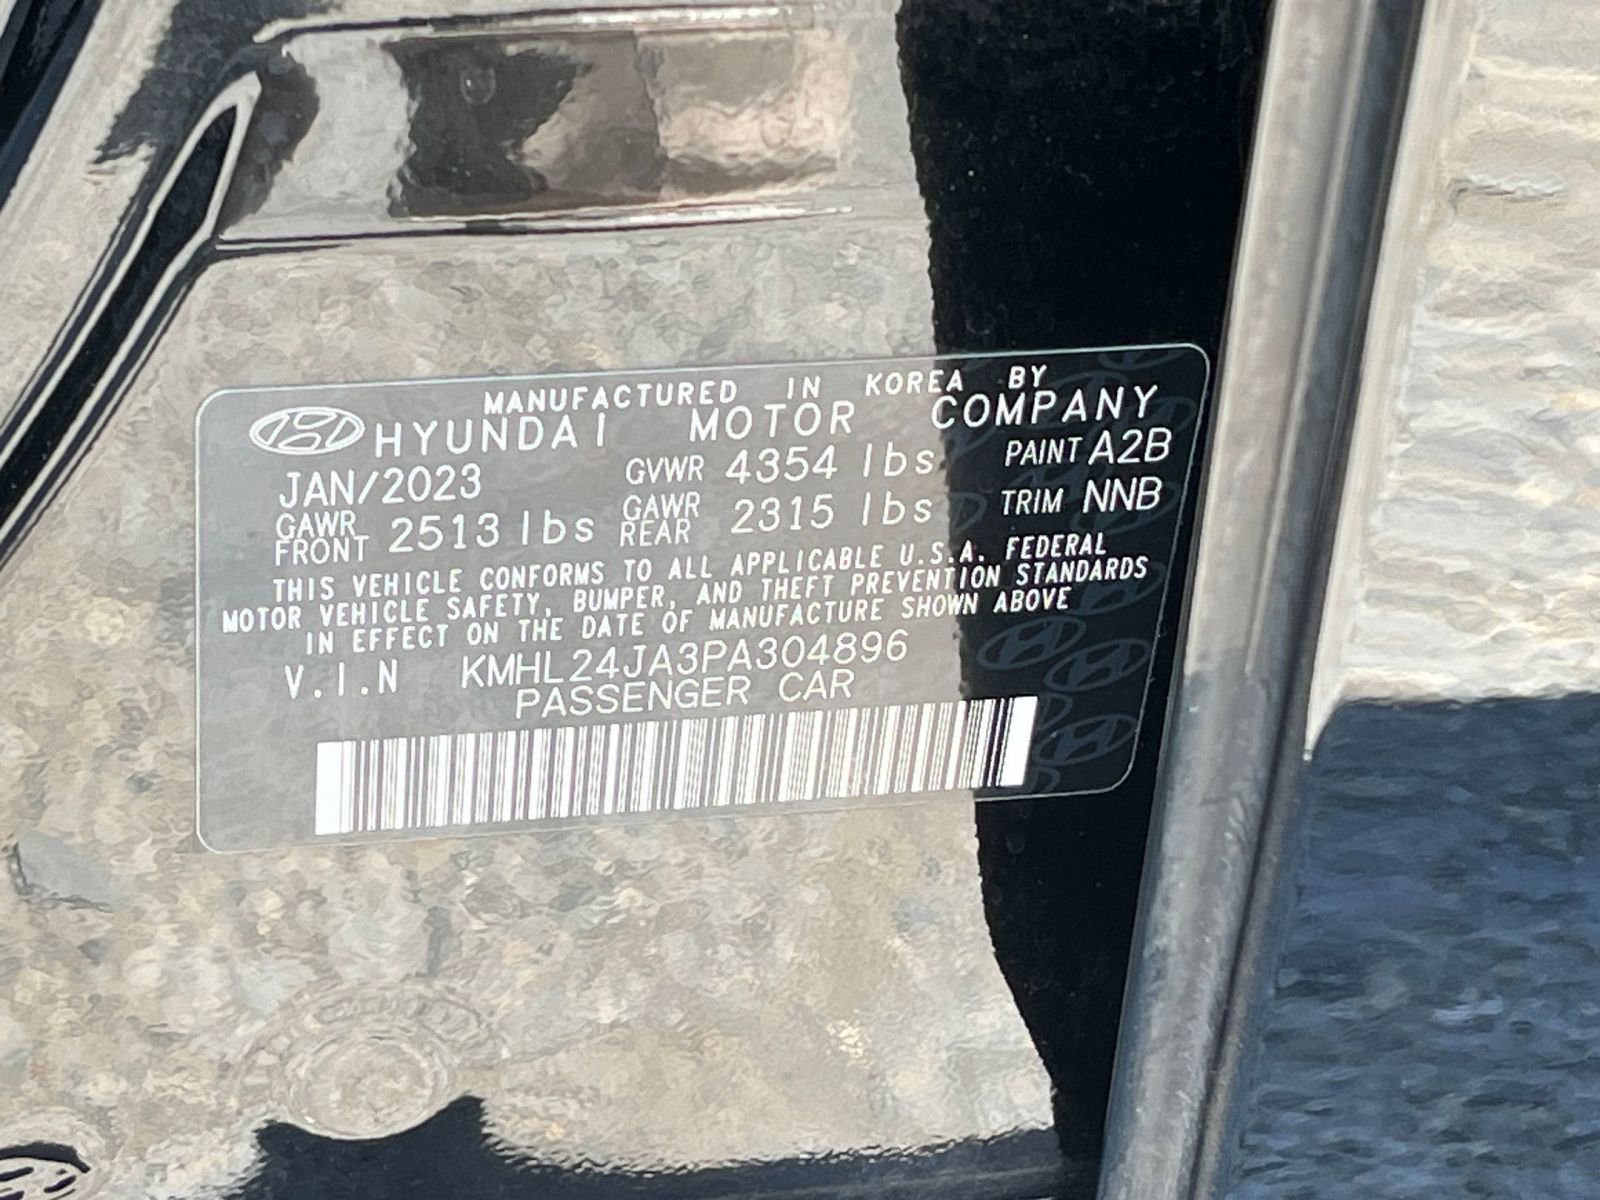 MANUFACTURED IN KOREA BY
HYUNDAI MOTOR COMPANY
JAN/2023 GVWR 4354 lbs PAINT A2B
GAWR FRONT 2513 lbs GAWR REAR 2315 lbs TRIM NNB
THIS VEHICLE CONFORMS TO ALL APPLICABLE U.S.A. FEDERAL
MOTOR VEHICLE SAFETY, BUMPER, AND THEFT PREVENTION STANDARDS
IN EFFECT ON THE DATE OF MANUFACTURE SHOWN ABOVE
V.I.N KMHL24JA3PA304896
PASSENGER CAR